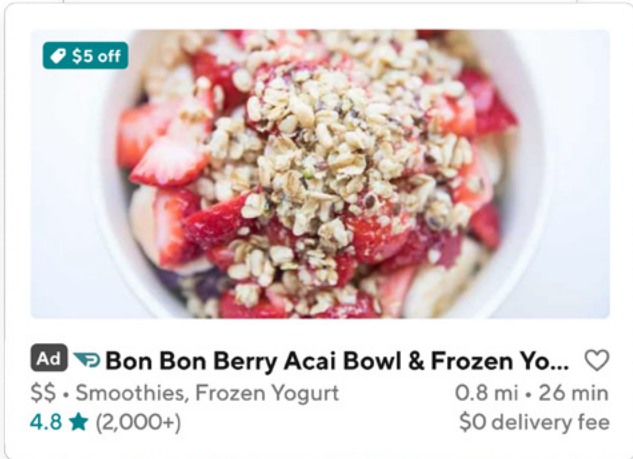 $5 off
Ad Bon Bon Berry Acai Bowl & Frozen Yo...
$$ • Smoothies, Frozen Yogurt 0.8 mi • 26 min
4.8 ★ (2,000+) $0 delivery fee